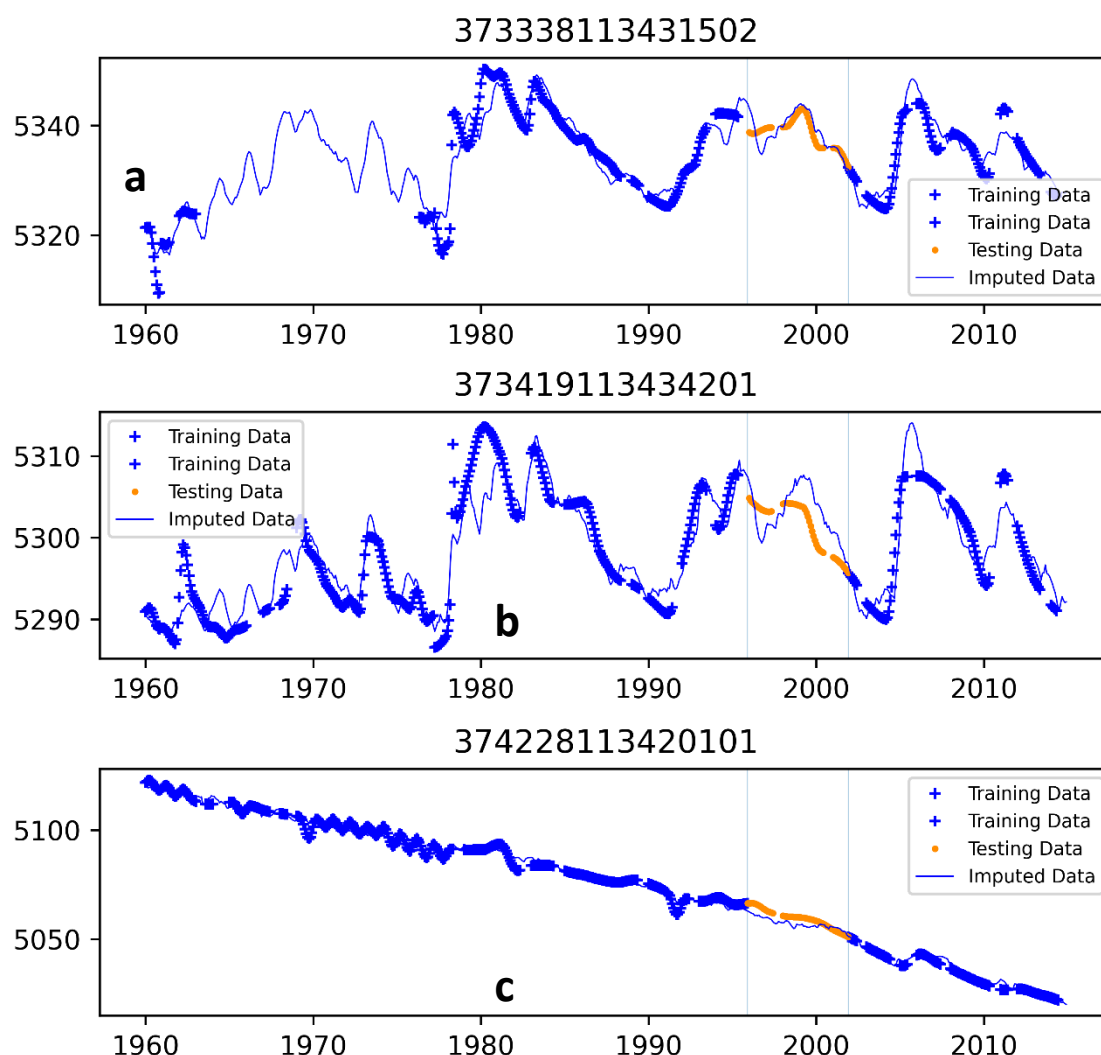 373338113431502
5340
5320
a
Training Data
Training Data
Testing Data
Imputed Data
1960 1970 1980 1990 2000 2010
373419113434201
5310
5300
5290
Training Data
Training Data
Testing Data
Imputed Data
b
1960 1970 1980 1990 2000 2010
374228113420101
5100
5050
Training Data
Training Data
Testing Data
Imputed Data
c
1960 1970 1980 1990 2000 2010